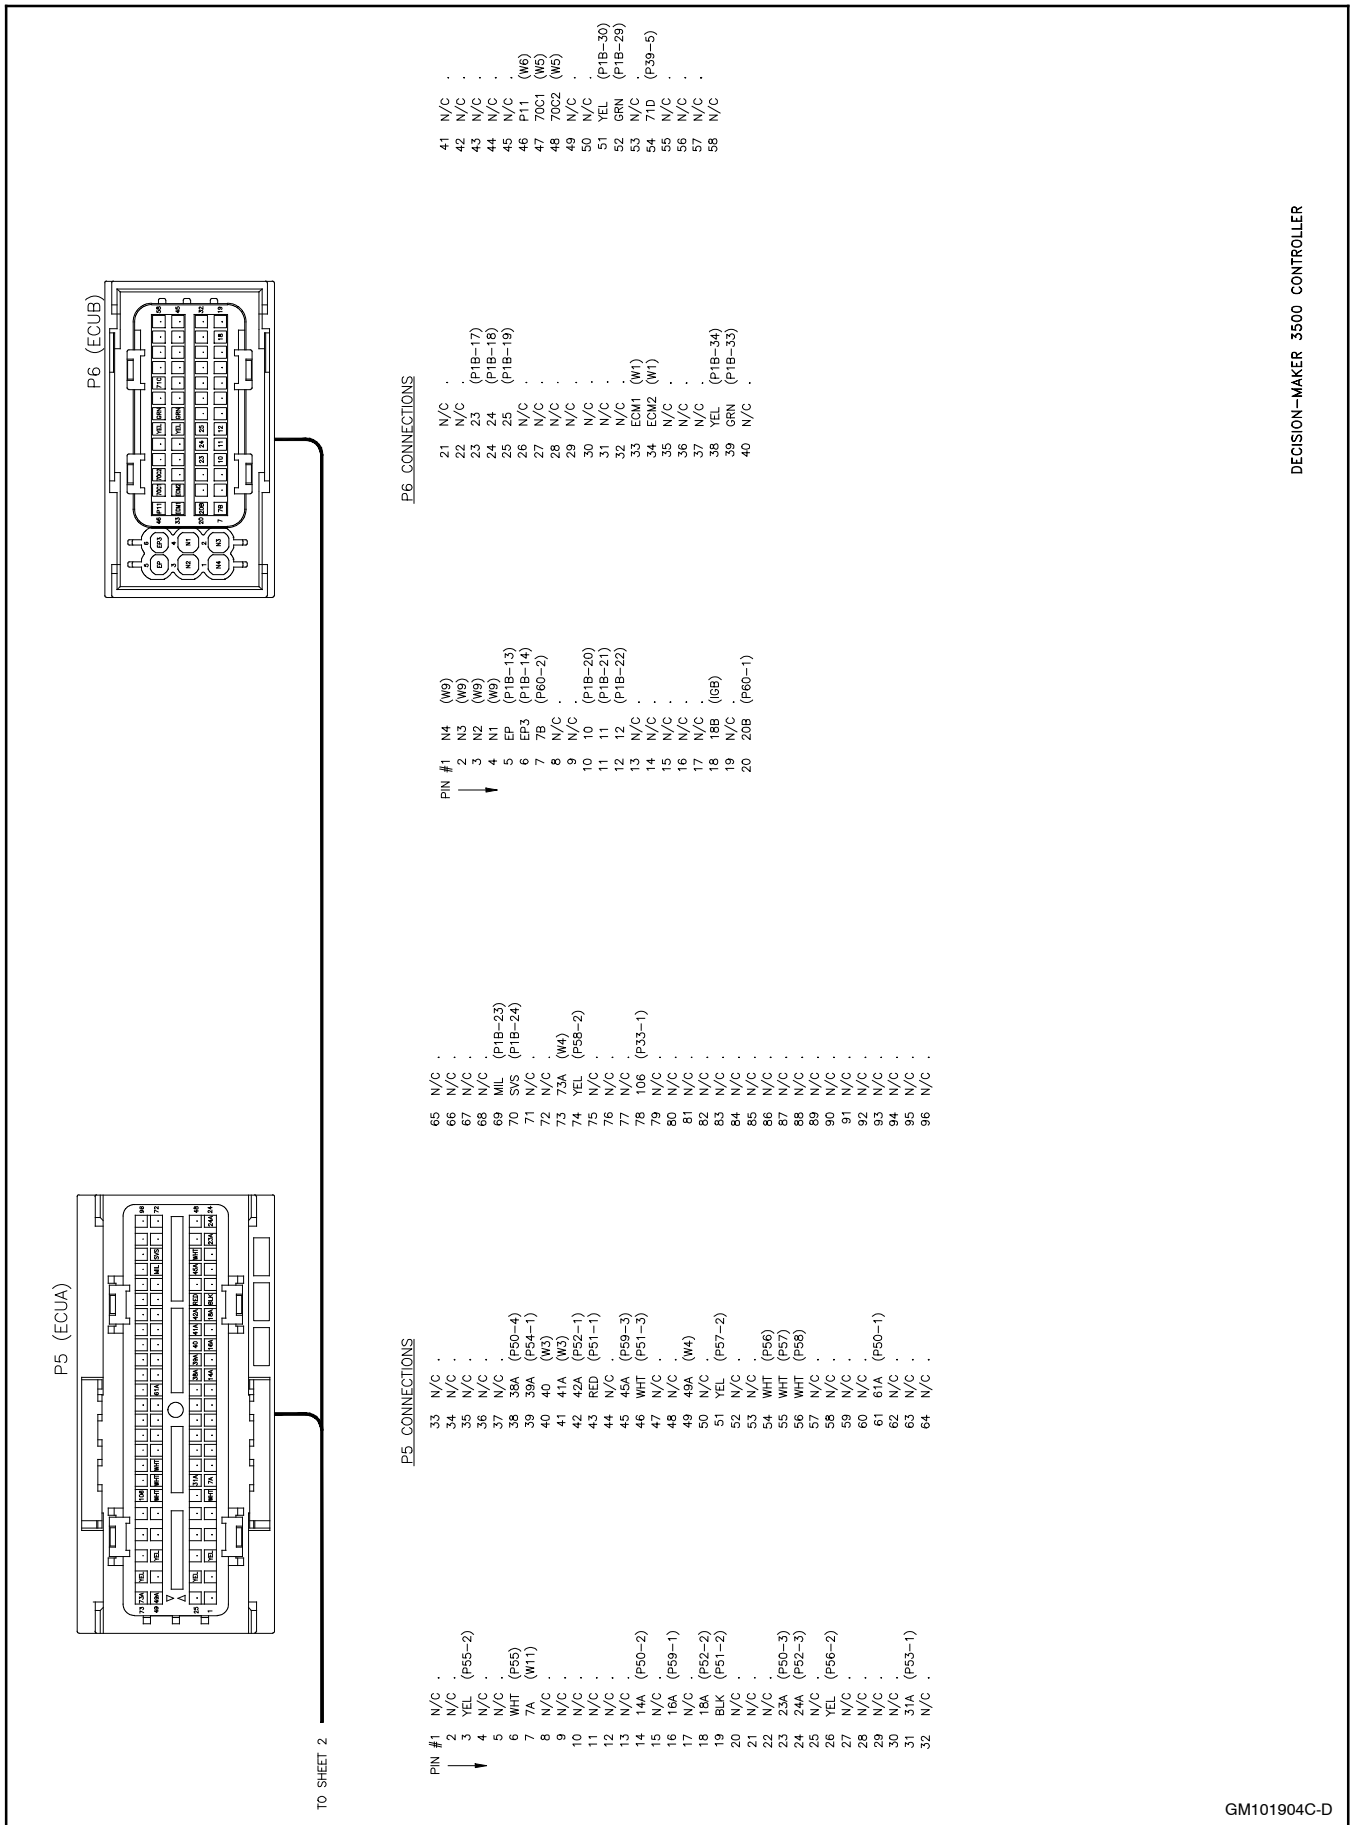 P5 (ECUA)
P6 (ECUB)
TO SHEET 2
P5 CONNECTIONS
PIN #1 N/C .
2 N/C .
3 YEL (P55-2)
4 N/C .
5 N/C .
6 WHT (P55)
7 7A (W11)
8 N/C .
9 N/C .
10 N/C .
11 N/C .
12 N/C .
13 N/C .
14 14A (P50-2)
15 N/C .
16 16A (P59-1)
17 N/C .
18 18A (P52-2)
19 BLK (P51-2)
20 N/C .
21 N/C .
22 N/C .
23 23A (P50-3)
24 24A (P52-3)
25 N/C .
26 YEL (P56-2)
27 N/C .
28 N/C .
29 N/C .
30 N/C .
31 31A (P53-1)
32 N/C .
33 N/C .
34 N/C .
35 N/C .
36 N/C .
37 N/C .
38 38A (P50-4)
39 39A (P54-1)
40 40 (W3)
41 41A (W3)
42 42A (P52-1)
43 RED (P51-1)
44 N/C .
45 45A (P59-3)
46 WHT (P51-3)
47 N/C .
48 N/C .
49 49A (W4)
50 N/C .
51 YEL (P57-2)
52 N/C .
53 N/C .
54 WHT (P56)
55 WHT (P57)
56 WHT (P58)
57 N/C .
58 N/C .
59 N/C .
60 N/C .
61 61A (P50-1)
62 N/C .
63 N/C .
64 N/C .
65 N/C .
66 N/C .
67 N/C .
68 N/C .
69 MIL (P1B-23)
70 SVS (P1B-24)
71 N/C .
72 N/C .
73 73A (W4)
74 YEL (P58-2)
75 N/C .
76 N/C .
77 N/C .
78 106 (P33-1)
79 N/C .
80 N/C .
81 N/C .
82 N/C .
83 N/C .
84 N/C .
85 N/C .
86 N/C .
87 N/C .
88 N/C .
89 N/C .
90 N/C .
91 N/C .
92 N/C .
93 N/C .
94 N/C .
95 N/C .
96 N/C .
P6 CONNECTIONS
PIN #1 N4 (W9)
2 N3 (W9)
3 N2 (W9)
4 N1 (W9)
5 EP (P1B-13)
6 EP3 (P1B-14)
7 7B (P60-2)
8 N/C .
9 N/C .
10 10 (P1B-20)
11 11 (P1B-21)
12 12 (P1B-22)
13 N/C .
14 N/C .
15 N/C .
16 N/C .
17 N/C .
18 18B (IGB)
19 N/C .
20 20B (P60-1)
21 N/C .
22 N/C .
23 23 (P1B-17)
24 24 (P1B-18)
25 25 (P1B-19)
26 N/C .
27 N/C .
28 N/C .
29 N/C .
30 N/C .
31 N/C .
32 N/C .
33 ECM1 (W1)
34 ECM2 (W1)
35 N/C .
36 N/C .
37 N/C .
38 YEL (P1B-34)
39 GRN (P1B-33)
40 N/C .
41 N/C .
42 N/C .
43 N/C .
44 N/C .
45 N/C .
46 P11 (W6)
47 70C1 (W5)
48 70C2 (W5)
49 N/C .
50 N/C .
51 YEL (P1B-30)
52 GRN (P1B-29)
53 N/C .
54 71D (P39-5)
55 N/C .
56 N/C .
57 N/C .
58 N/C .
DECISION-MAKER 3500 CONTROLLER
GM101904C-D